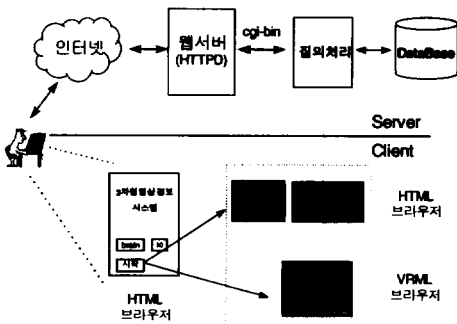 인터넷
웹서버
(HTTPD)
cgi-bin
질의처리
DataBase
Server
Client
3차원 영상 정보
시스템
brain
시작
HTML
브라우저
HTML
브라우저
VRML
브라우저